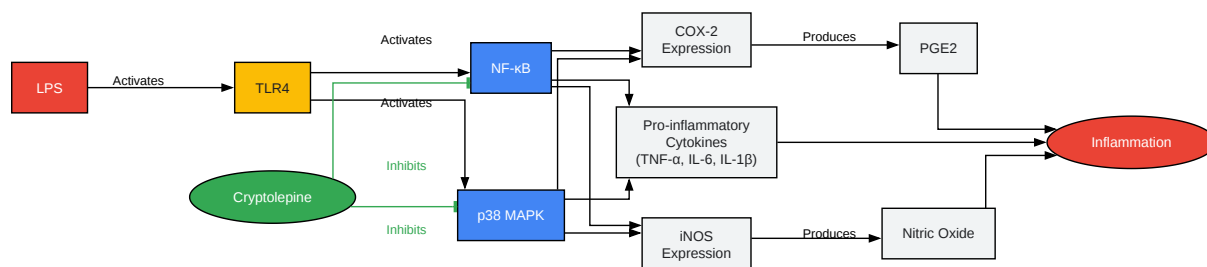 LPS
Activates
TLR4
Activates
Activates
NF-κB
Inhibits
Cryptolepine
Inhibits
p38 MAPK
COX-2
Expression
Produces
PGE2
Pro-inflammatory
Cytokines
(TNF-α, IL-6, IL-1β)
Inflammation
iNOS
Expression
Produces
Nitric Oxide